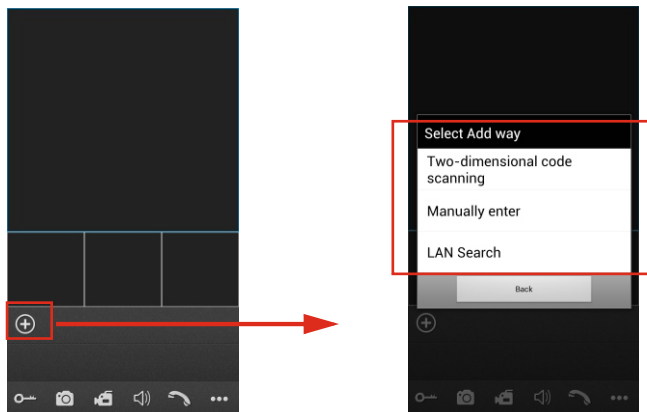 Select Add way
Two-dimensional code
scanning
Manually enter
LAN Search
Back